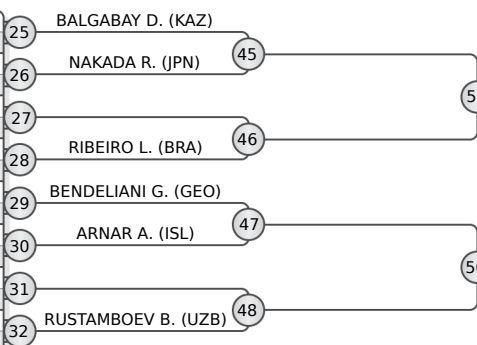 25
BALGABAY D. (KAZ)
45
26
NAKADA R. (JPN)
27
46
28
RIBEIRO L. (BRA)
29
BENDELIANI G. (GEO)
47
30
ARNAR A. (ISL)
31
48
32
RUSTAMBOEV B. (UZB)